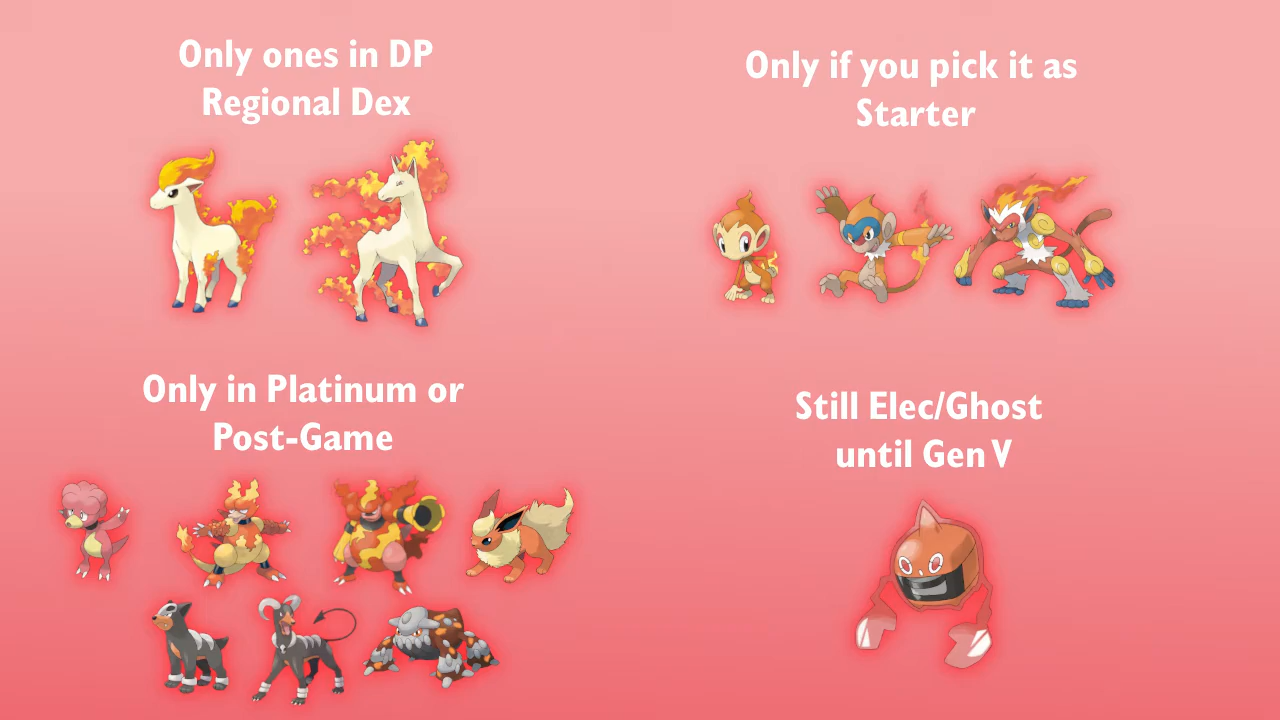 Only ones in DP
Regional Dex
Only if you pick it as
Starter
Only in Platinum or
Post-Game
Still Elec/Ghost
until Gen V